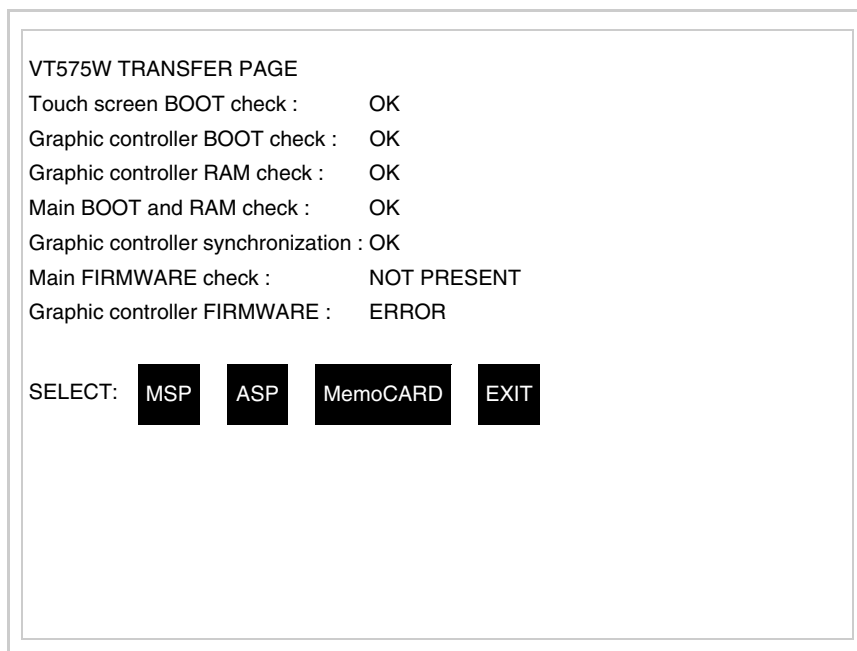 VT575W TRANSFER PAGE
Touch screen BOOT check : OK
Graphic controller BOOT check : OK
Graphic controller RAM check : OK
Main BOOT and RAM check : OK
Graphic controller synchronization : OK
Main FIRMWARE check : NOT PRESENT
Graphic controller FIRMWARE : ERROR
SELECT: MSP ASP MemoCARD EXIT